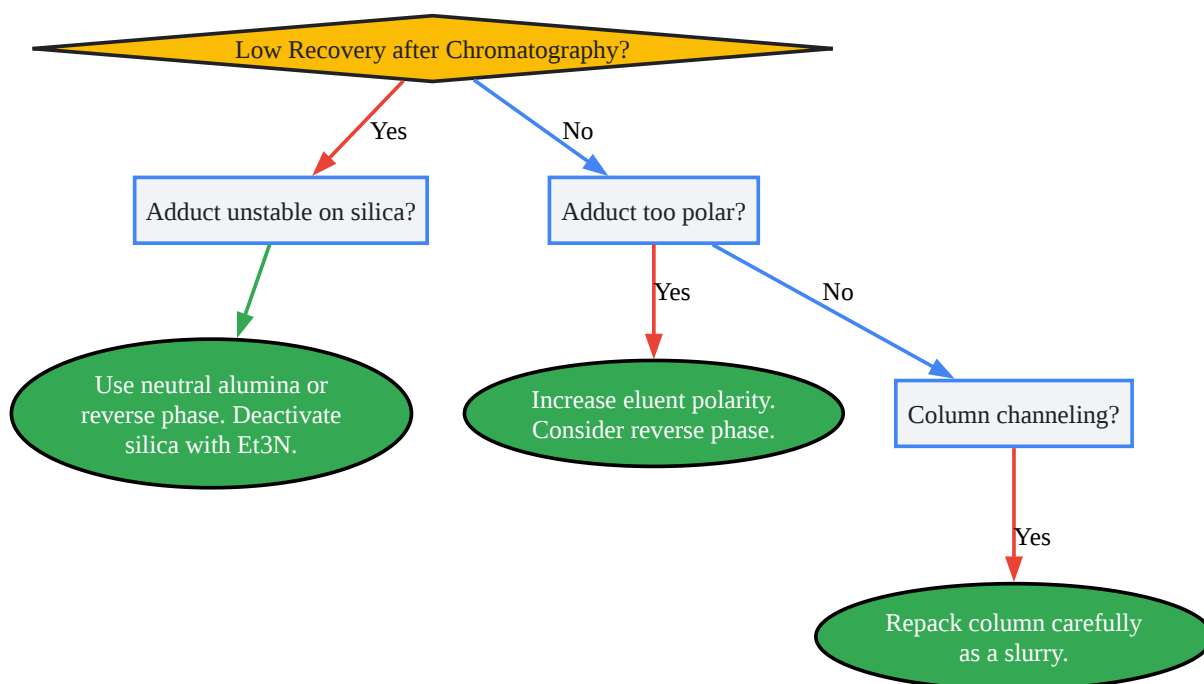 Low Recovery after Chromatography?
Yes
No
Adduct unstable on silica?
Adduct too polar?
Yes
No
Use neutral alumina or
reverse phase. Deactivate
silica with Et3N.
Increase eluent polarity.
Consider reverse phase.
Column channeling?
Yes
Repack column carefully
as a slurry.